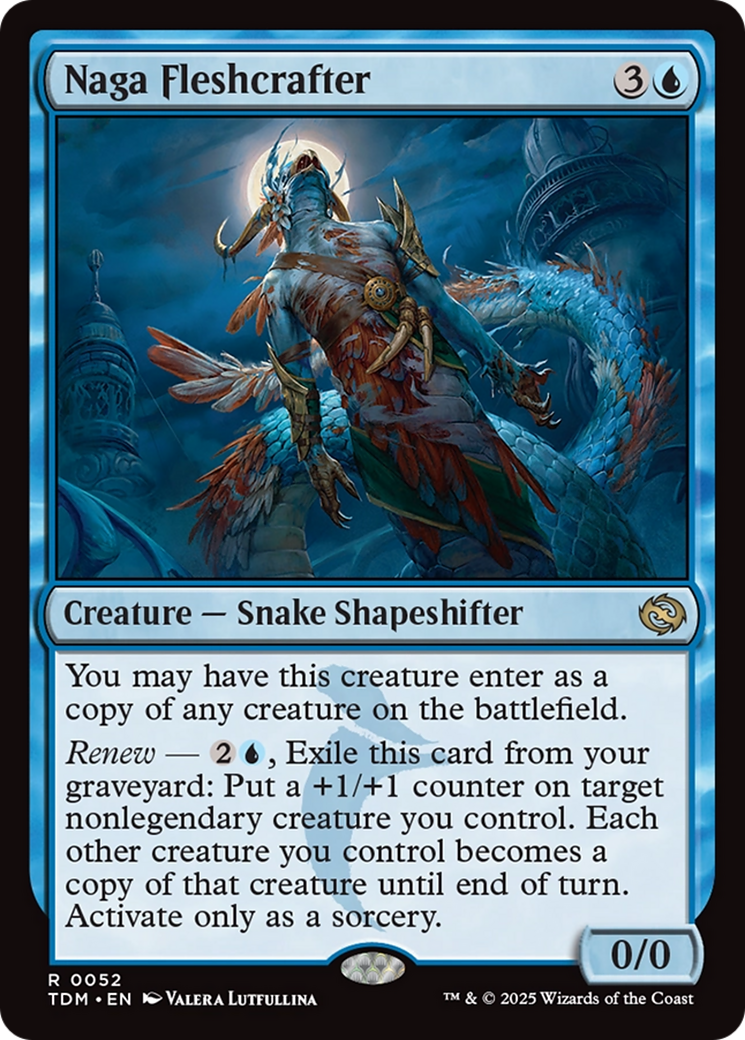 Naga Fleshcrafter 3
Creature — Snake Shapeshifter
You may have this creature enter as a
copy of any creature on the battlefield.
Renew — 2, Exile this card from your
graveyard: Put a +1/+1 counter on target
nonlegendary creature you control. Each
other creature you control becomes a
copy of that creature until end of turn.
Activate only as a sorcery.
0/0
R 0052
TDM • EN Valera Lutfullina
™ & © 2025 Wizards of the Coast